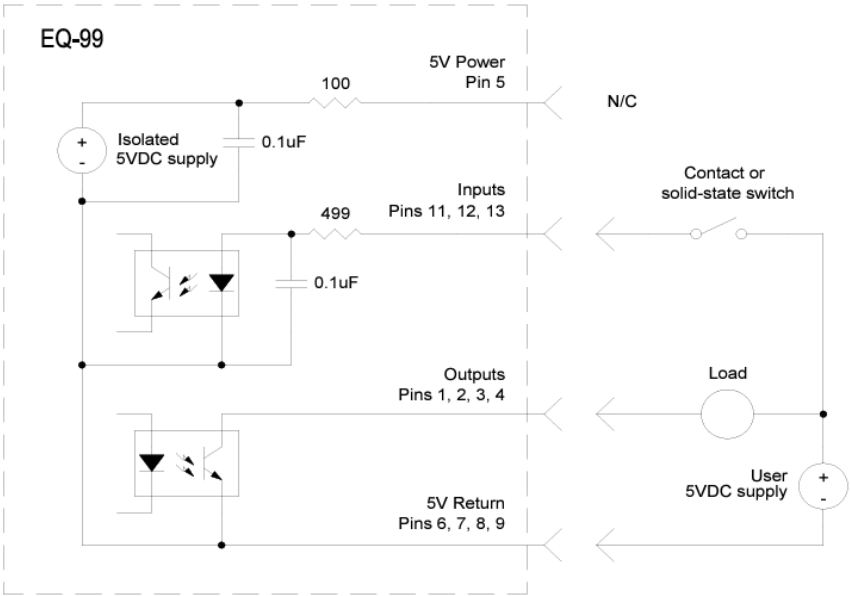 EQ-99
5V Power
Pin 5
100
N/C
+
-
Isolated
5VDC supply
0.1uF
Inputs
Pins 11, 12, 13
499
Contact or
solid-state switch
0.1uF
Outputs
Pins 1, 2, 3, 4
Load
5V Return
Pins 6, 7, 8, 9
User
5VDC supply
+
-